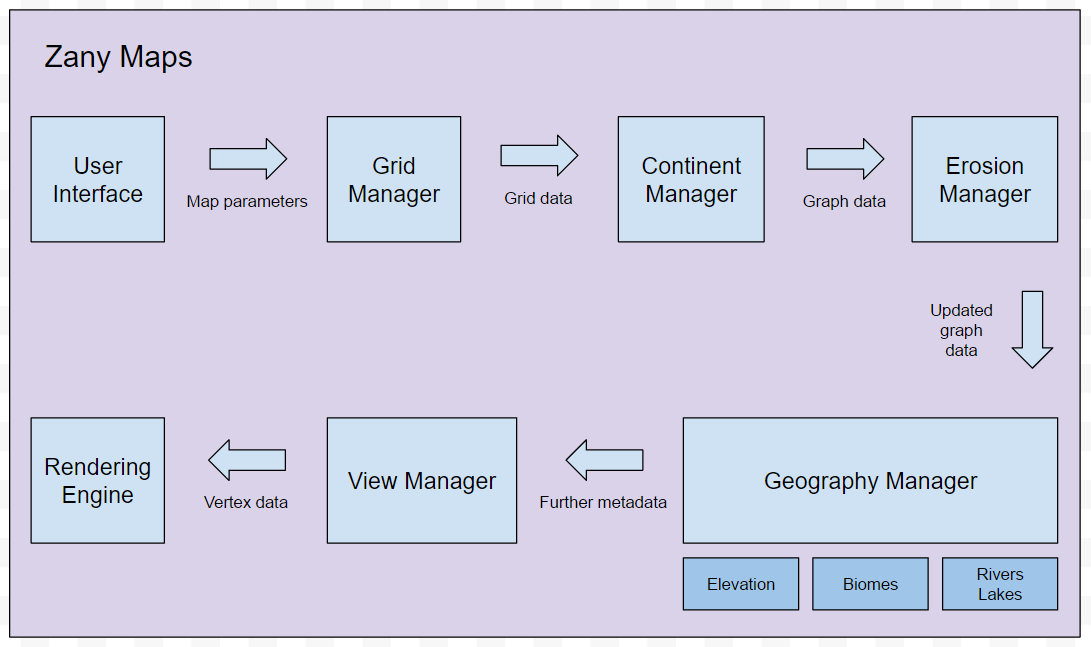 Zany Maps
User
Interface
Map parameters
Grid
Manager
Grid data
Continent
Manager
Graph data
Erosion
Manager
Updated
graph
data
Rendering
Engine
Vertex data
View Manager
Further metadata
Geography Manager
Elevation
Biomes
Rivers
Lakes